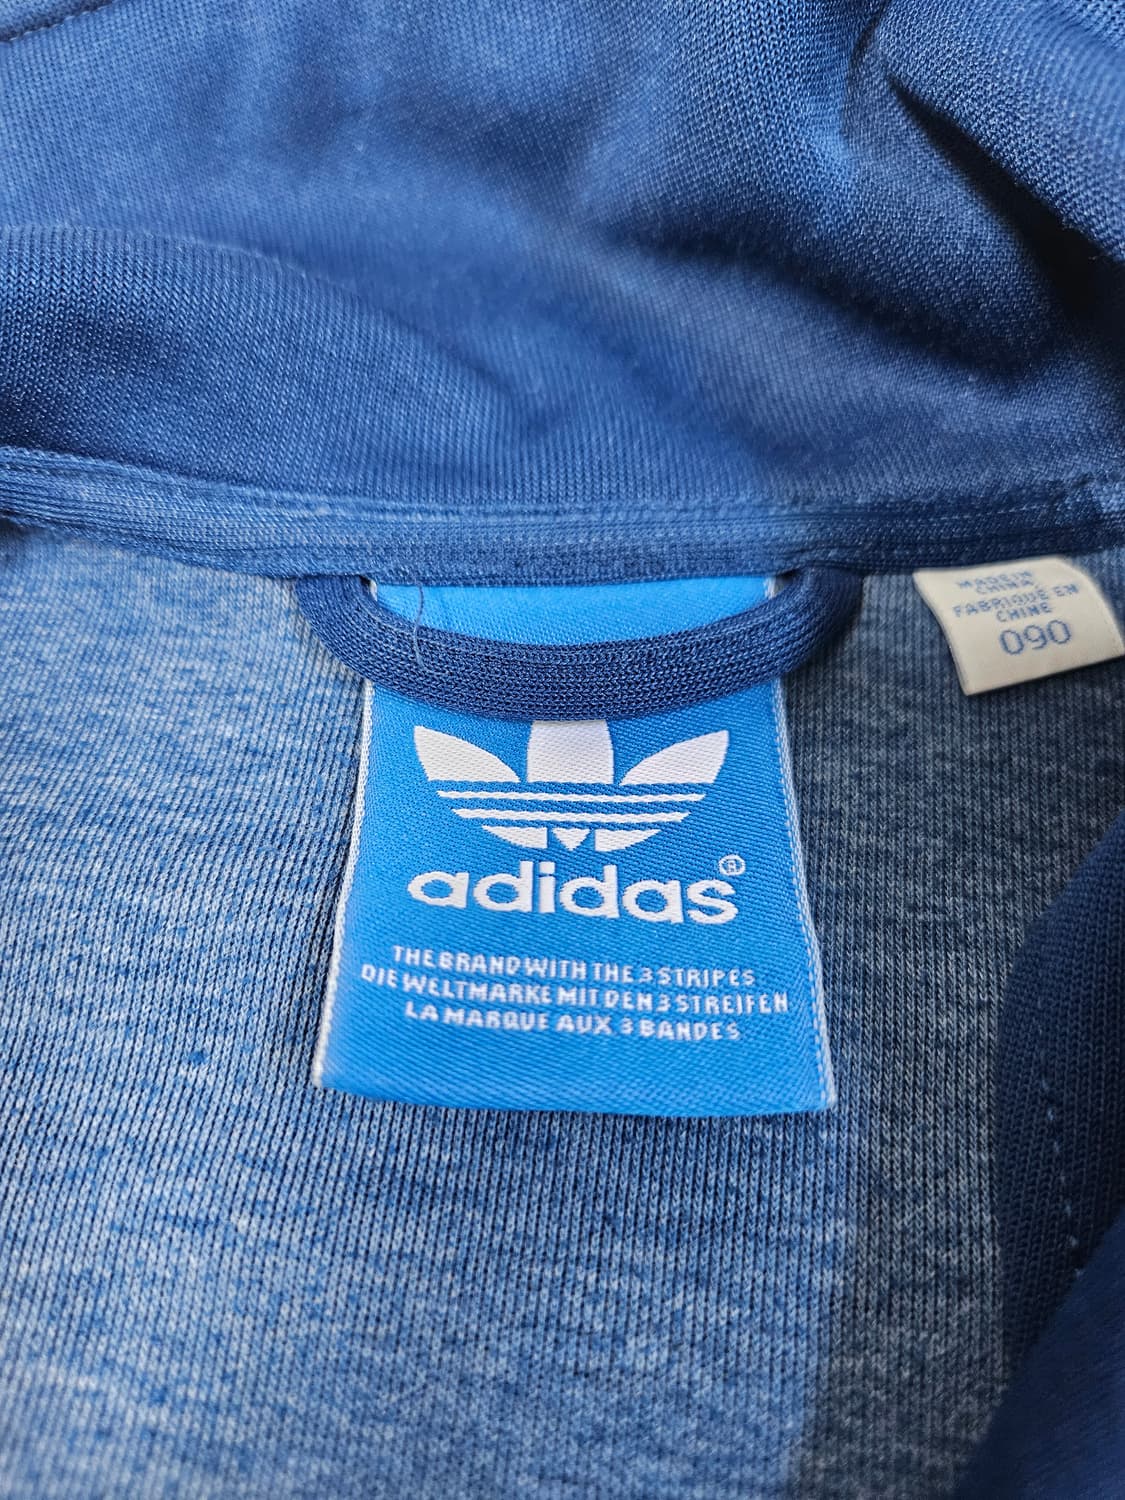 MADE IN
CHINA
FABRIQUE EN
CHINE
090
adidas®
THE BRAND WITH THE 3 STRIPES
DIE WELTMARKE MIT DEN 3 STREIFEN
LA MARQUE AUX 3 BANDES